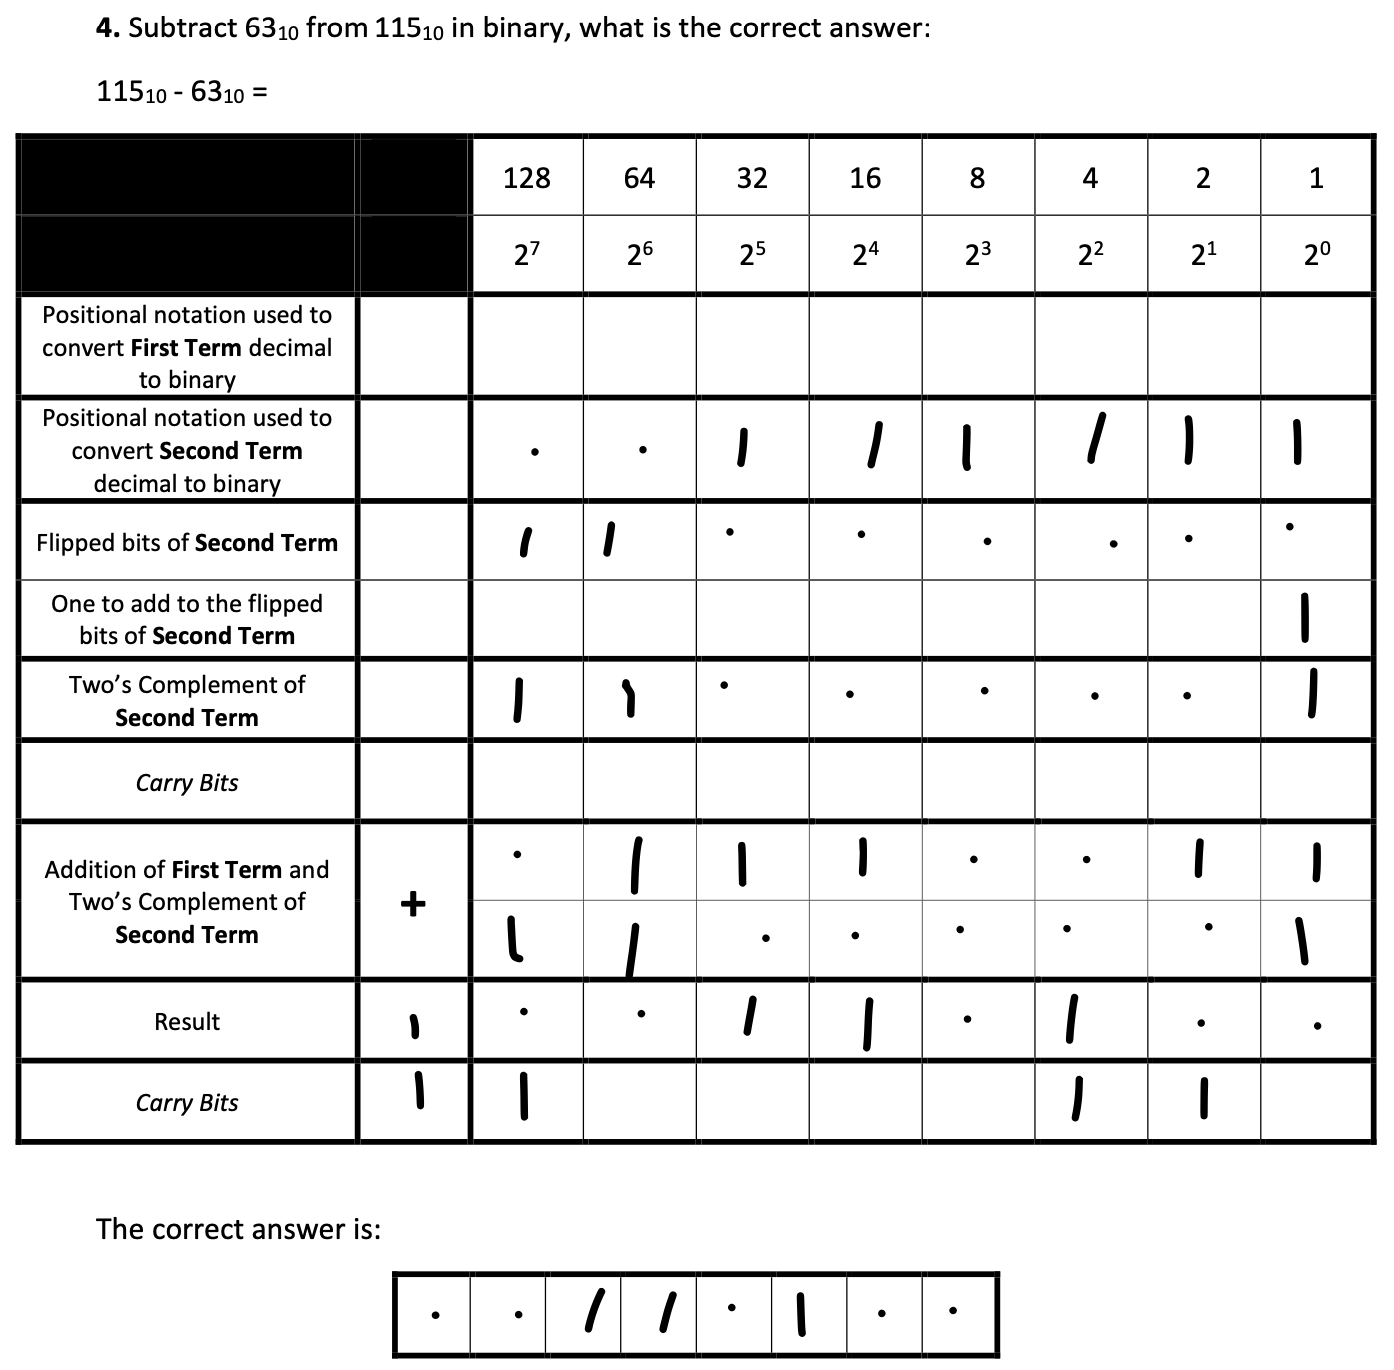 4. Subtract 63₁₀ from 115₁₀ in binary, what is the correct answer:
115₁₀ - 63₁₀ =
128 64 32 16 8 4 2 1
2⁷ 2⁶ 2⁵ 2⁴ 2³ 2² 2¹ 2⁰
Positional notation used to
convert First Term decimal
to binary
Positional notation used to
convert Second Term
decimal to binary
. . 1 1 1 1 1 1
Flipped bits of Second Term
1 1 . . . . . .
One to add to the flipped
bits of Second Term
1
Two's Complement of
Second Term
1 1 . . . . . 1
Carry Bits
Addition of First Term and
Two's Complement of
Second Term
+
. 1 1 1 . . 1 1
1 1 . . . . . 1
Result
1 . . 1 1 . 1 . .
Carry Bits
1 1 1 1
The correct answer is:
. . 1 1 . 1 . .